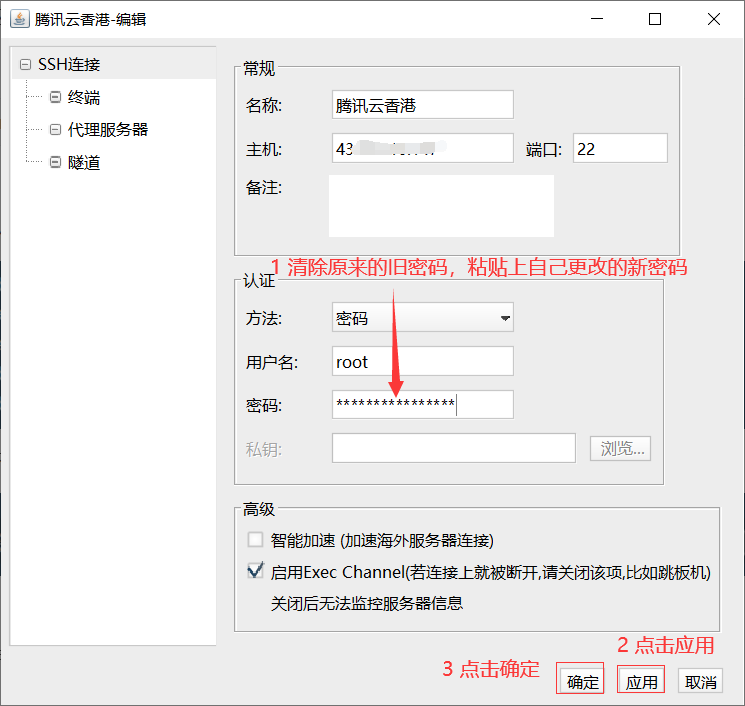 腾讯云香港-编辑
SSH连接
终端
代理服务器
隧道
常规
名称: 腾讯云香港
主机: 43 端口: 22
备注:
1 清除原来的旧密码，粘贴上自己更改的新密码
认证
方法: 密码
用户名: root
密码: ****************
私钥: 浏览...
高级
智能加速 (加速海外服务器连接)
启用Exec Channel(若连接上就被断开,请关闭该项,比如跳板机)
关闭后无法监控服务器信息
2 点击应用
3 点击确定
确定 应用 取消